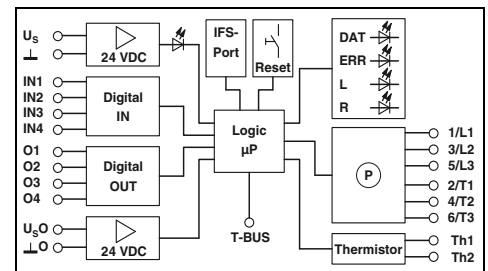 U_S
⊥
24 VDC
IFS-
Port
Reset
DAT
ERR
L
R
IN1
IN2
IN3
IN4
Digital
IN
Logic
µP
O1
O2
O3
O4
Digital
OUT
P
1/L1
3/L2
5/L3
2/T1
4/T2
6/T3
U_SO
⊥O
24 VDC
T-BUS
Thermistor
Th1
Th2